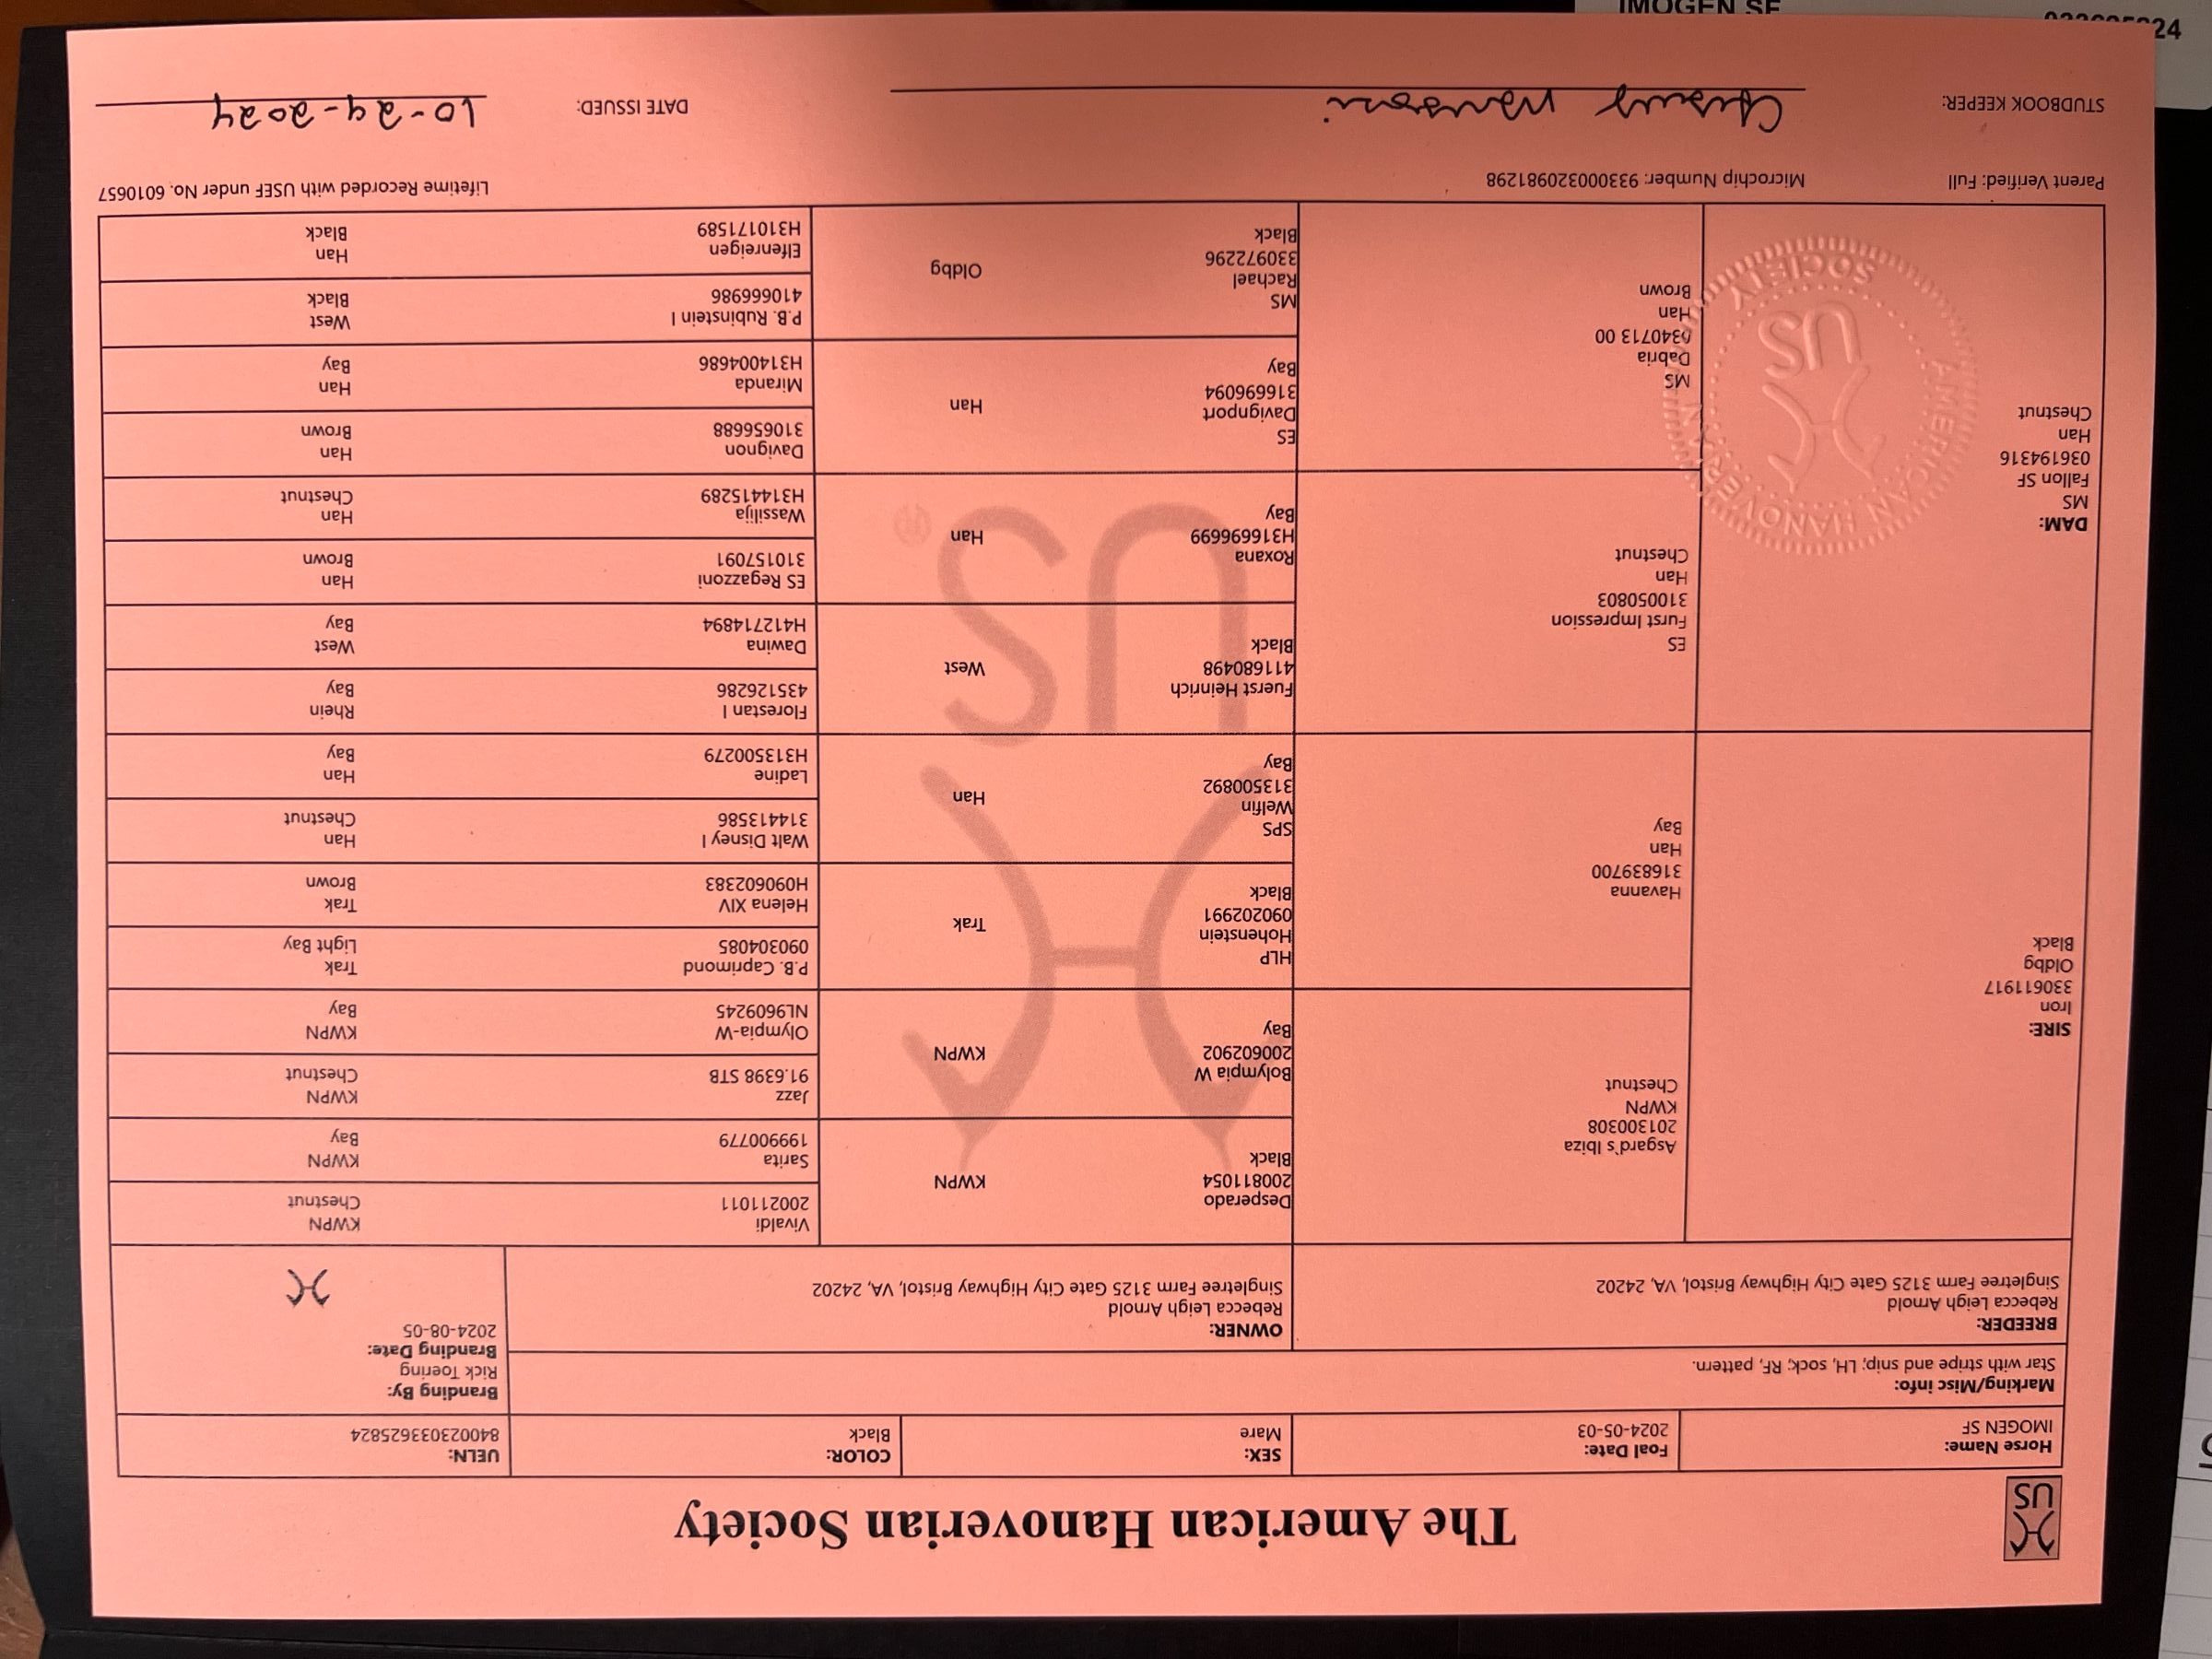 The American Hanoverian Society
US
Horse Name:
IMOGEN SF
Foal Date:
2024-05-03
SEX:
Mare
COLOR:
Black
UELN:
840023033625824
Marking/Misc info:
Star with stripe and snip; LH, sock; RF, pattern.
Branding By:
Rick Toering
Branding Date:
2024-08-05
BREEDER:
Rebecca Leigh Arnold
Singletree Farm 3125 Gate City Highway Bristol, VA, 24202
OWNER:
Rebecca Leigh Arnold
Singletree Farm 3125 Gate City Highway Bristol, VA, 24202
SIRE:
Iron
330611917
Oldbg
Black
Asgard's Ibiza
201300308
KWPN
Chestnut
Desperado
200811054 KWPN
Black
Vivaldi KWPN
200211011 Chestnut
Sarita KWPN
199900779 Bay
Bolympia W
200602902 KWPN
Bay
Jazz KWPN
91.6398 STB Chestnut
Olympia-W KWPN
NL9609245 Bay
Havanna
316839700
Han
Bay
HLP
Hohenstein
090202991 Trak
Black
P.B. Caprimond Trak
090304085 Light Bay
Helena XIV Trak
H090602383 Brown
SPS
Welfin
313500892 Han
Bay
Walt Disney I Han
314413586 Chestnut
Ladine Han
H313500279 Bay
DAM:
MS
Fallon SF
036194316
Han
Chestnut
ES
Furst Impression
310050803
Han
Chestnut
Fuerst Heinrich
411680498 West
Black
Florestan I Rhein
435126286 Bay
Dawina West
H412714894 Bay
Roxana
H316696699 Han
Bay
ES Regazzoni Han
310157091 Brown
Wassilija Han
H314415289 Chestnut
MS
Dabria
0340713 00
Han
Brown
ES
Davignport
316696094 Han
Bay
Davignon Han
310656688 Brown
Miranda Han
H314004686 Bay
MS
Rachael
330972296 Oldbg
Black
P.B. Rubinstein I West
410666986 Black
Elfenreigen Han
H310171589 Black
US
AMERICAN HANOVERIAN SOCIETY
US
Parent Verified: Full
Microchip Number: 933000320981298
Lifetime Recorded with USEF under No. 6010657
STUDBOOK KEEPER:
DATE ISSUED:
10-29-2024
IMOGEN SF